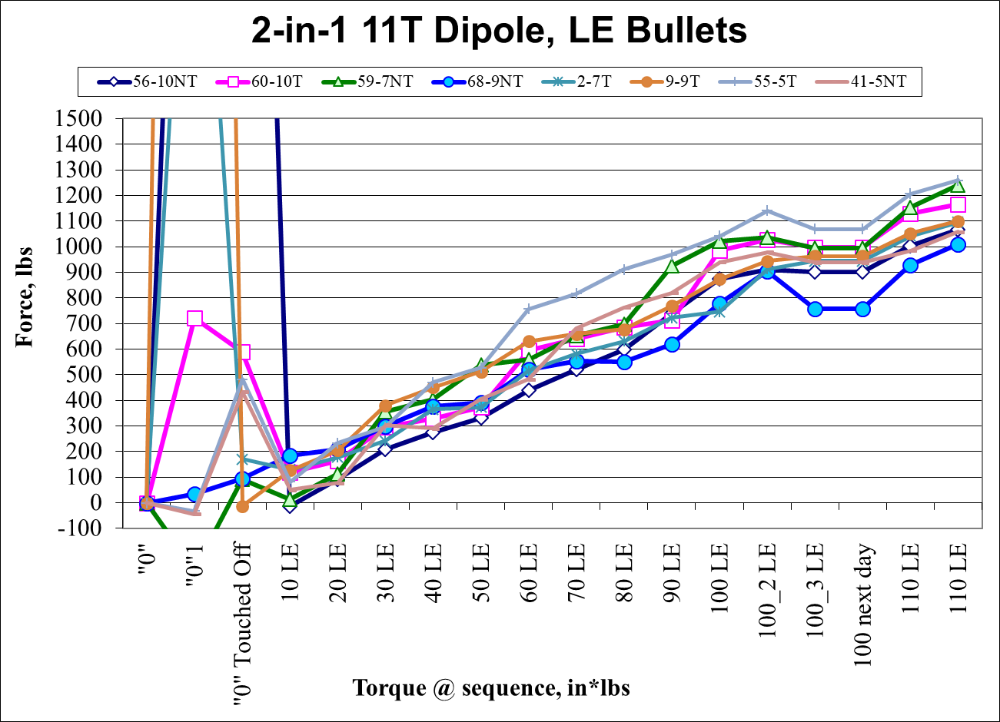 2-in-1 11T Dipole, LE Bullets
56-10NT 60-10T 59-7NT 68-9NT 2-7T 9-9T 55-5T 41-5NT
1500
1400
1300
1200
1100
1000
900
800
700
600
500
400
300
200
100
0
-100
Force, lbs
"0"
"0"1
"0" Touched Off
10 LE
20 LE
30 LE
40 LE
50 LE
60 LE
70 LE
80 LE
90 LE
100 LE
100_2 LE
100_3 LE
100 next day
110 LE
110 LE
Torque @ sequence, in*lbs